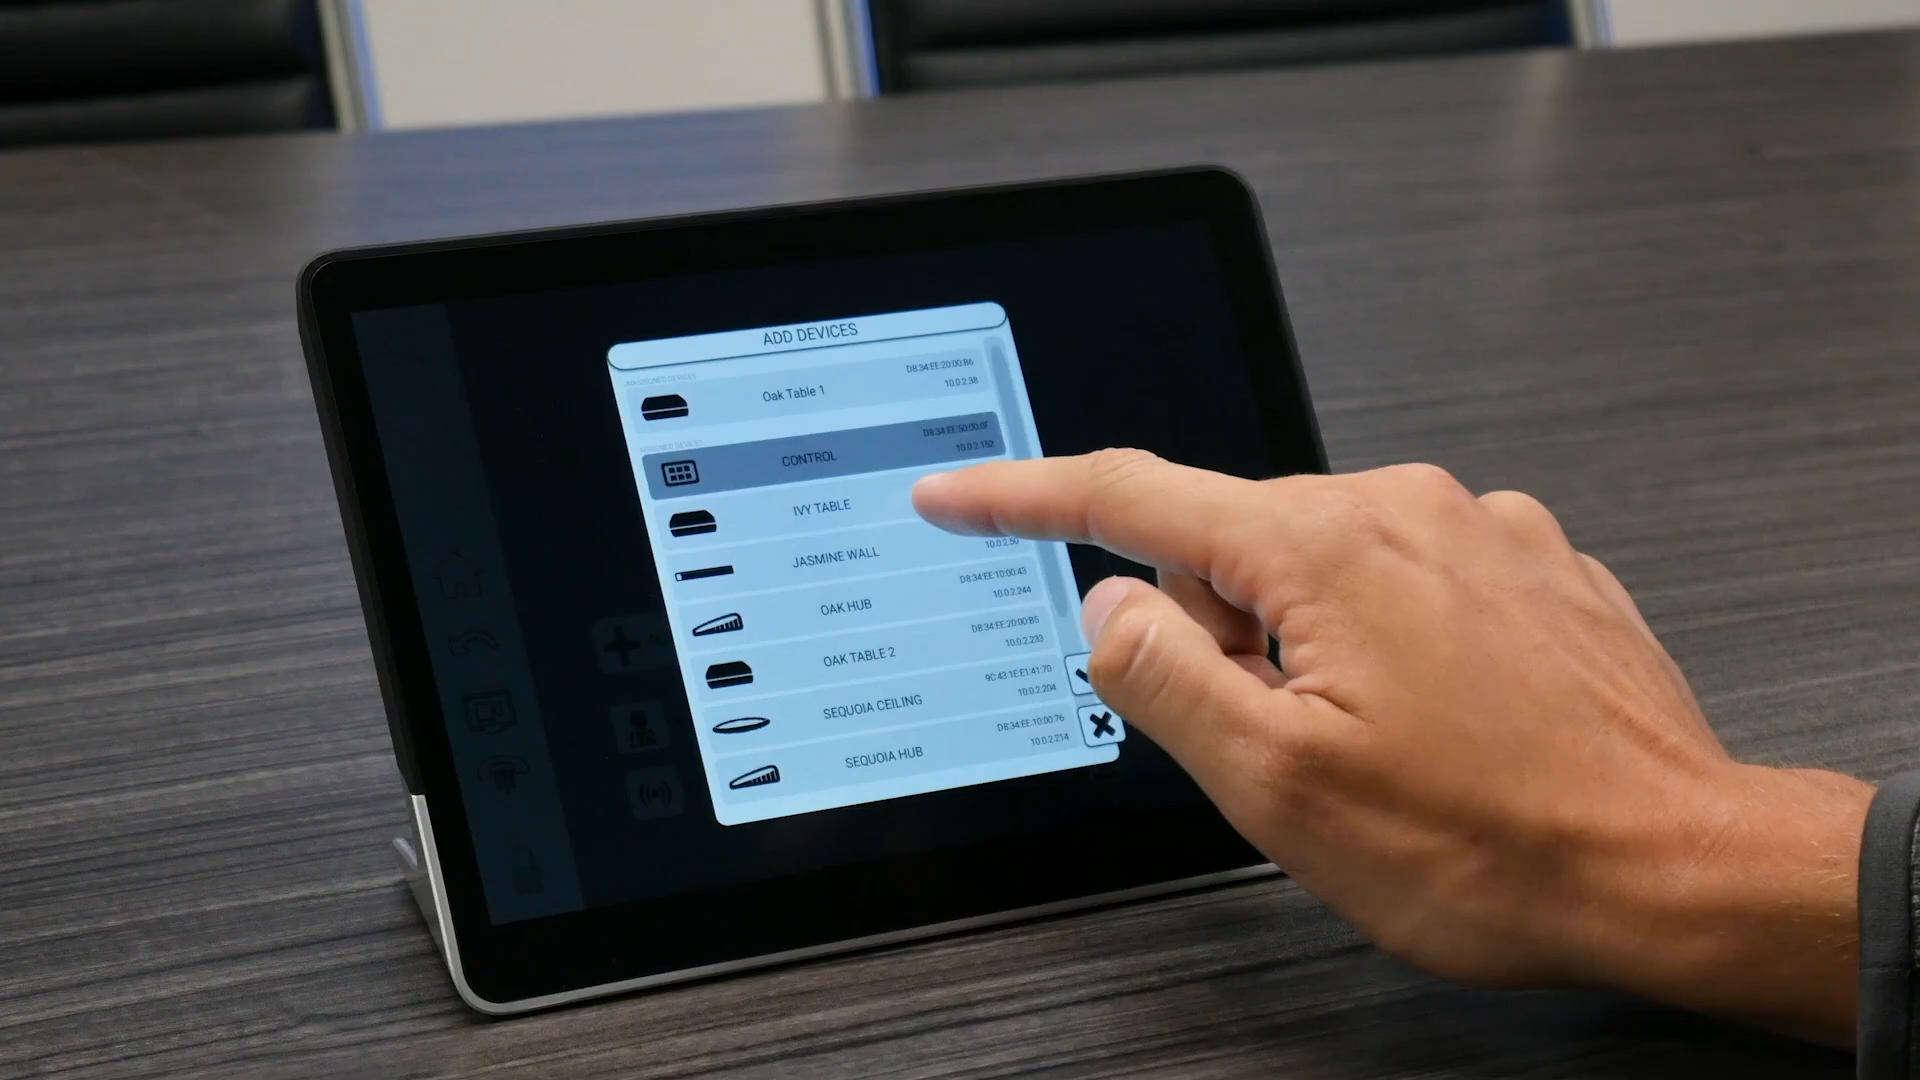 ADD DEVICES
UNASSIGNED DEVICES
Oak Table 1
D8:34:EE:20:00:B6
10.0.2.38
ASSIGNED DEVICES
CONTROL
D8:34:EE:50:00:0F
10.0.2.152
IVY TABLE
JASMINE WALL
10.0.2.50
OAK HUB
D8:34:EE:10:00:43
10.0.2.244
OAK TABLE 2
D8:34:EE:20:00:B5
10.0.2.233
SEQUOIA CEILING
9C:43:1E:E1:41:70
10.0.2.204
SEQUOIA HUB
D8:34:EE:10:00:76
10.0.2.214